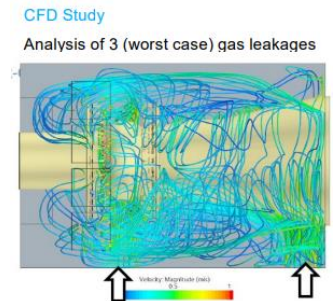 CFD Study
Analysis of 3 (worst case) gas leakages
Velocity: Magnitude (m/s)
0.5
1